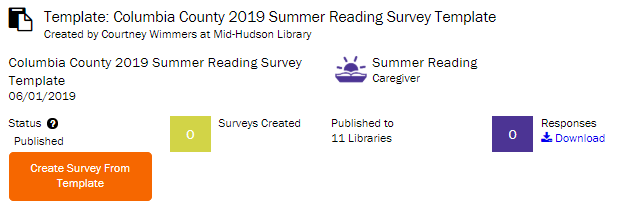 Template: Columbia County 2019 Summer Reading Survey Template
Created by Courtney Wimmers at Mid-Hudson Library
Columbia County 2019 Summer Reading Survey
Template
06/01/2019
Summer Reading
Caregiver
Status ?
Published
0
Surveys Created
Published to
11 Libraries
0
Responses
Download
Create Survey From
Template